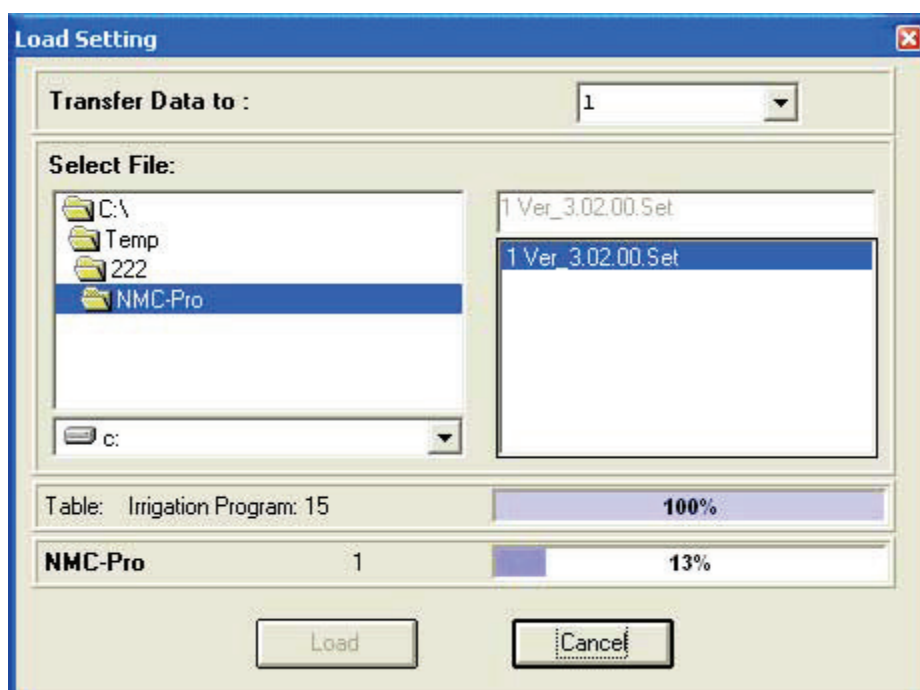 Load Setting
Transfer Data to :
1
Select File:
C:\
Temp
222
NMC-Pro
c:
1 Ver_3.02.00.Set
1 Ver_3.02.00.Set
Table: Irrigation Program: 15
100%
NMC-Pro 1
13%
Load
Cancel